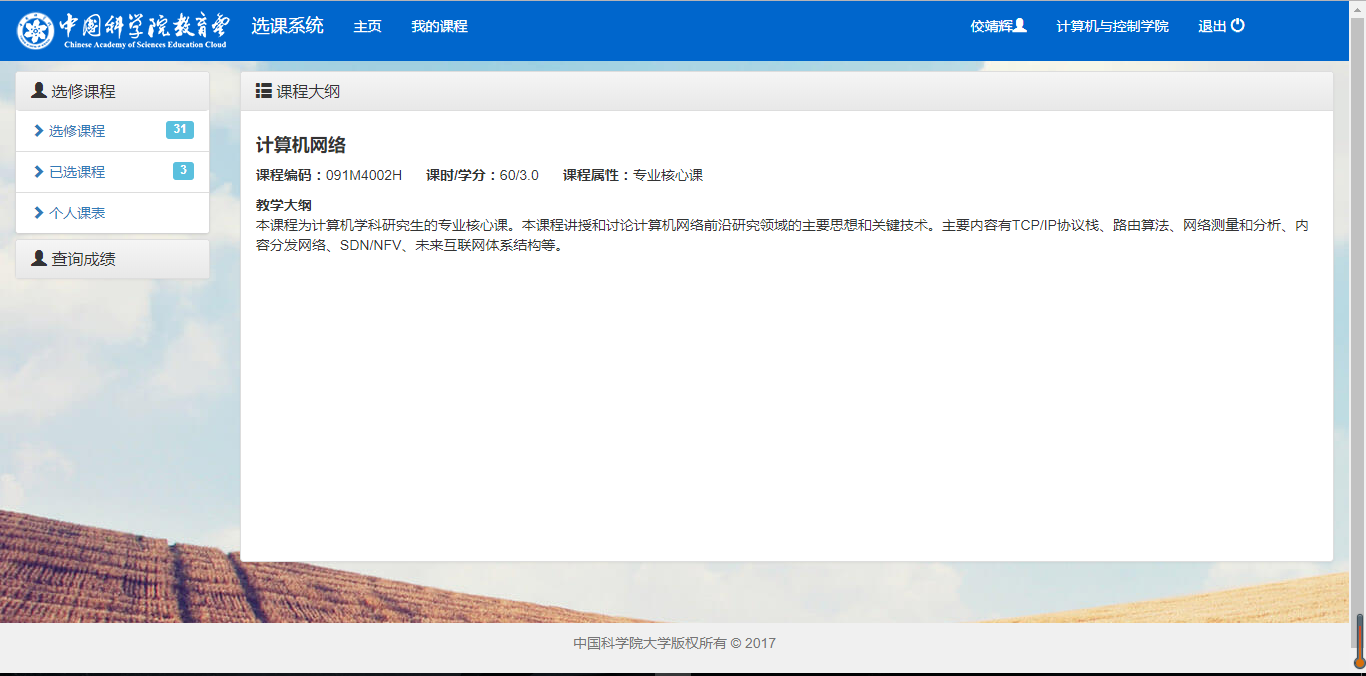 中国科学院教育云
Chinese Academy of Sciences Education Cloud
选课系统 主页 我的课程 佼靖辉 计算机与控制学院 退出
选修课程
选修课程 31
已选课程 3
个人课表
查询成绩
课程大纲
计算机网络
课程编码：091M4002H 课时/学分：60/3.0 课程属性：专业核心课
教学大纲
本课程为计算机学科研究生的专业核心课。本课程讲授和讨论计算机网络前沿研究领域的主要思想和关键技术。主要内容有TCP/IP协议栈、路由算法、网络测量和分析、内
容分发网络、SDN/NFV、未来互联网体系结构等。
中国科学院大学版权所有 © 2017